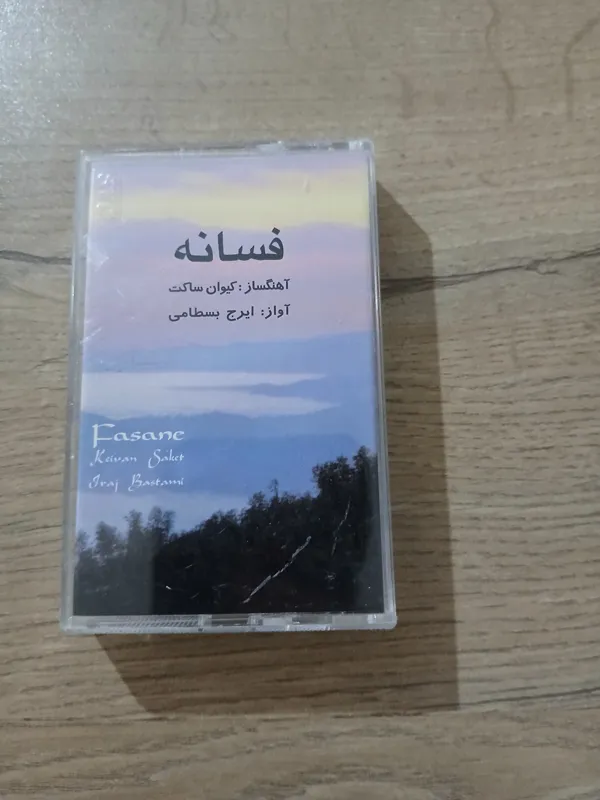 فسانه
آهنگساز: کیوان ساکت
آواز: ایرج بسطامی
Fasane
Keivan Saket
Iraj Bastami